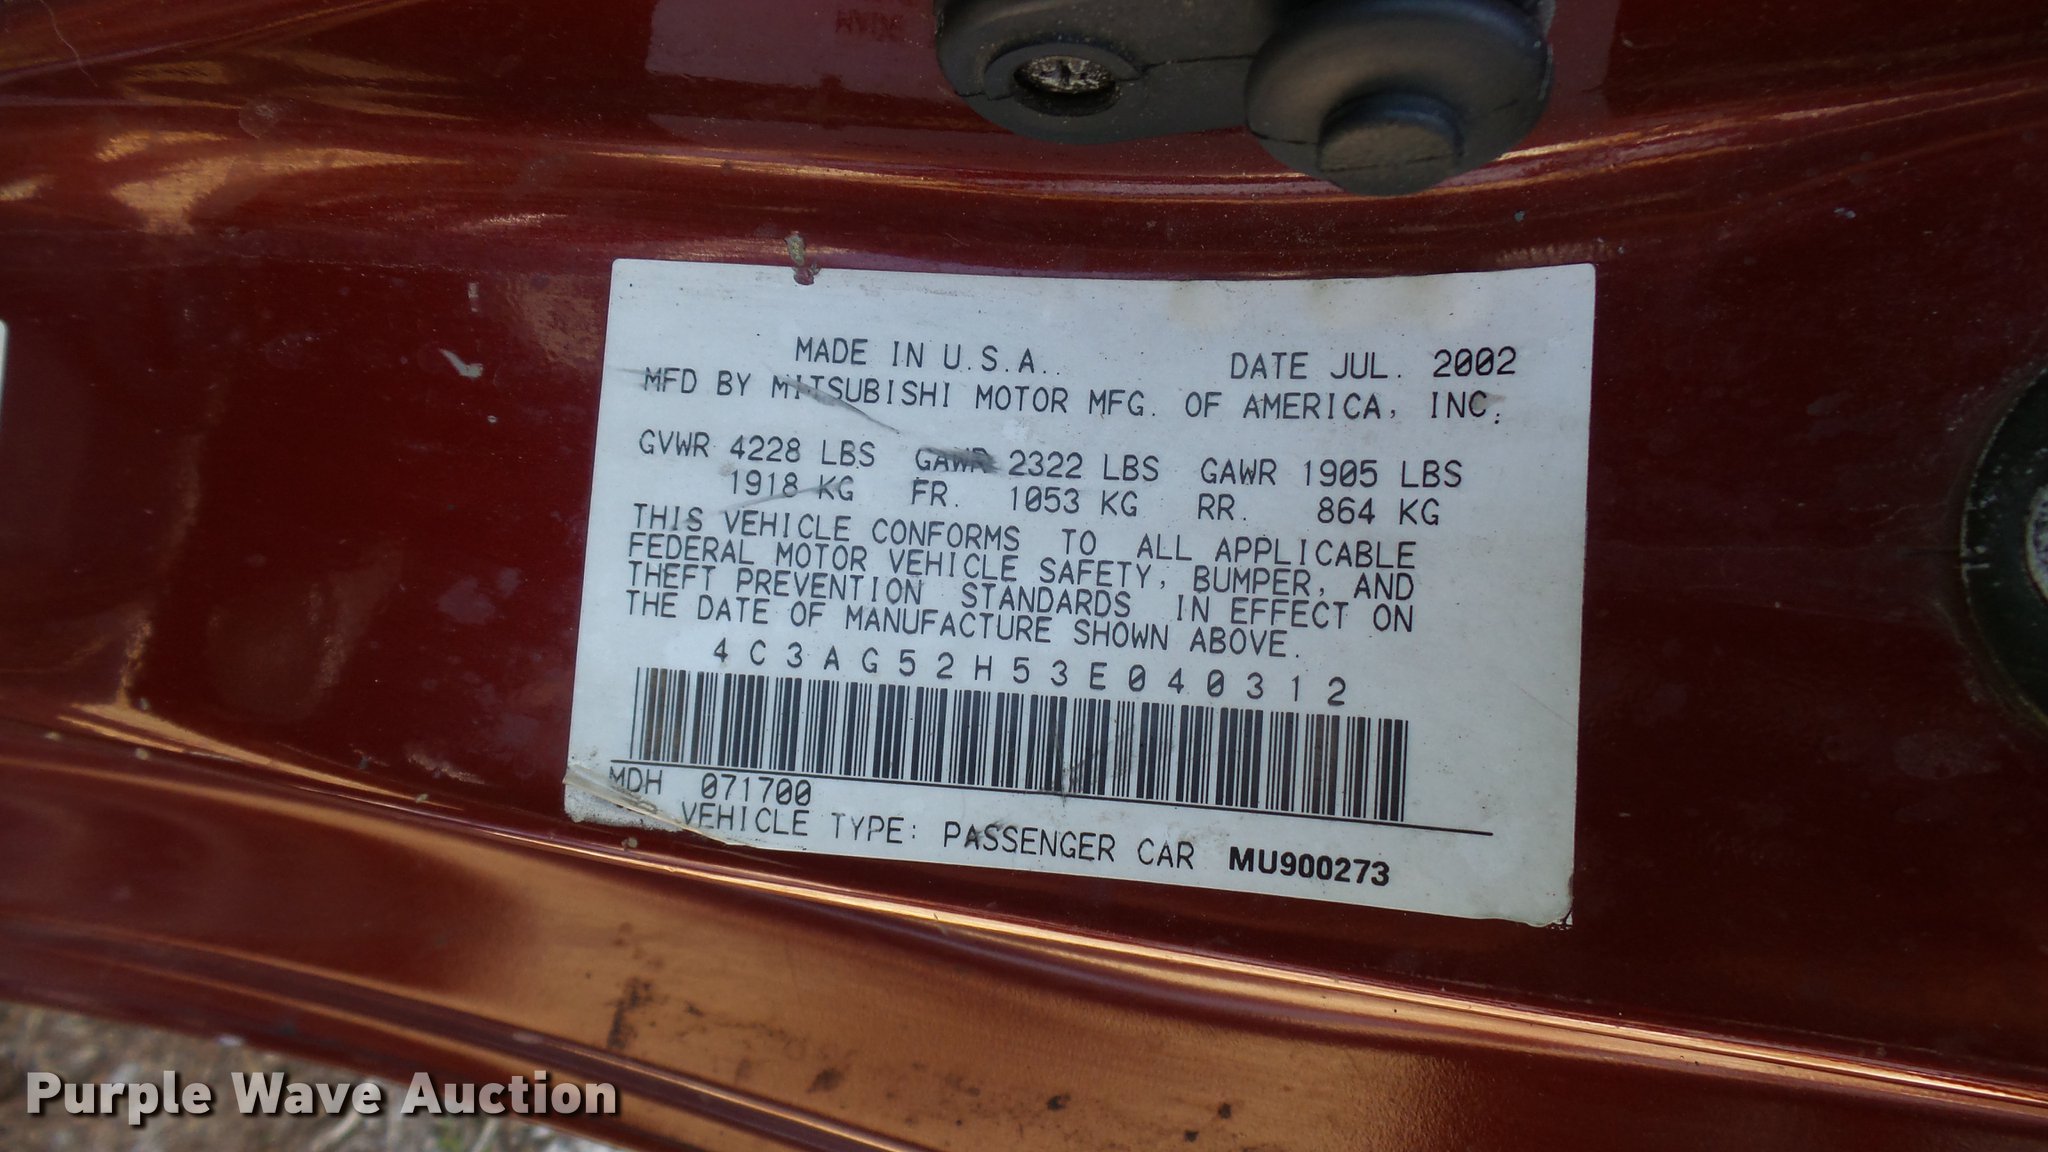 MADE IN U.S.A.. DATE JUL. 2002
MFD BY MITSUBISHI MOTOR MFG. OF AMERICA, INC.
GVWR 4228 LBS GAWR 2322 LBS GAWR 1905 LBS
1918 KG FR. 1053 KG RR. 864 KG
THIS VEHICLE CONFORMS TO ALL APPLICABLE
FEDERAL MOTOR VEHICLE SAFETY, BUMPER, AND
THEFT PREVENTION STANDARDS IN EFFECT ON
THE DATE OF MANUFACTURE SHOWN ABOVE.
4C3AG52H53E040312
MDH 071700
VEHICLE TYPE: PASSENGER CAR MU900273
Purple Wave Auction